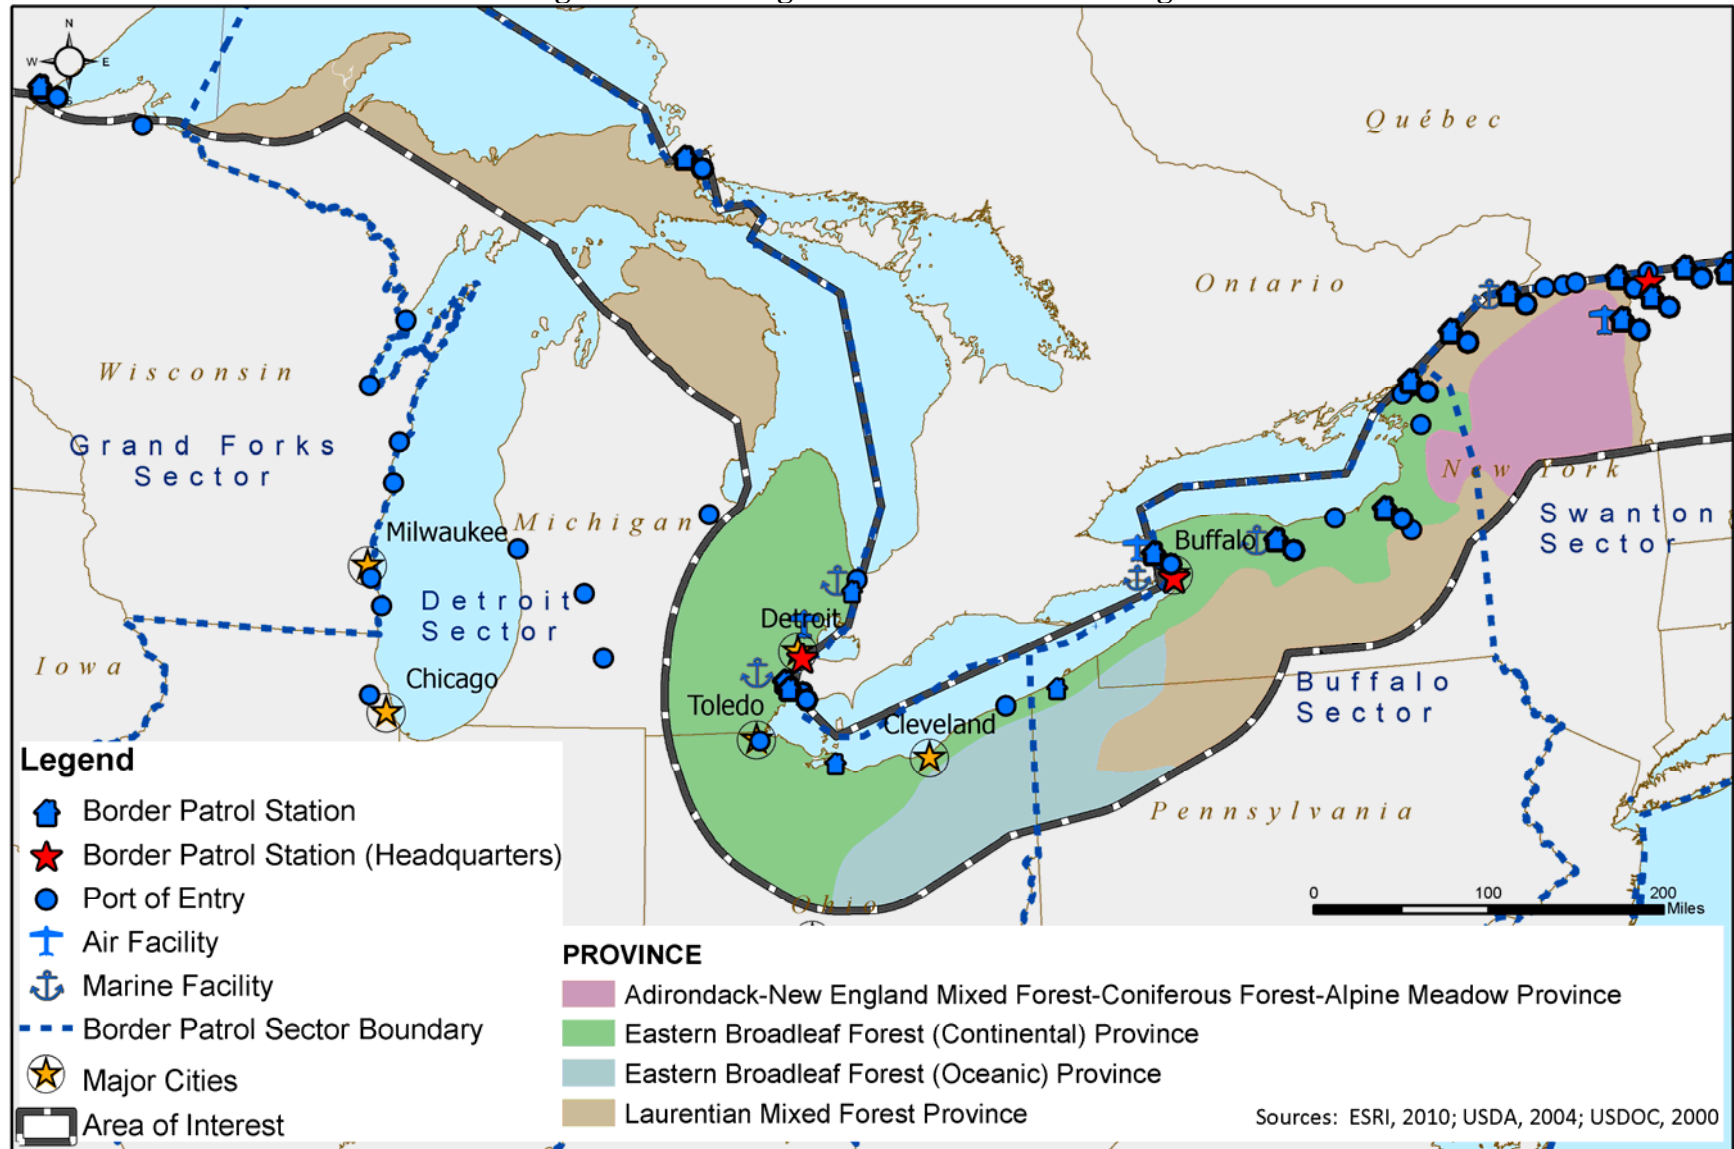 N
W
E
S
Québec
Ontario
Wisconsin
Grand Forks
Sector
Milwaukee
Michigan
New York
Swanton
Sector
Buffalo
Detroit
Sector
Detroit
Iowa
Chicago
Toledo
Cleveland
Buffalo
Sector
Pennsylvania
Ohio
0 100 200
Miles
Legend
Border Patrol Station
Border Patrol Station (Headquarters)
Port of Entry
Air Facility
Marine Facility
Border Patrol Sector Boundary
Major Cities
Area of Interest
PROVINCE
Adirondack-New England Mixed Forest-Coniferous Forest-Alpine Meadow Province
Eastern Broadleaf Forest (Continental) Province
Eastern Broadleaf Forest (Oceanic) Province
Laurentian Mixed Forest Province
Sources: ESRI, 2010; USDA, 2004; USDOC, 2000